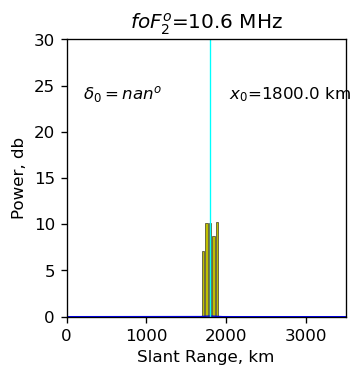 foF₂ᵒ=10.6 MHz
30
25
δ₀ = nanᵒ
x₀=1800.0 km
20
15
10
5
0
Power, db
0 1000 2000 3000
Slant Range, km